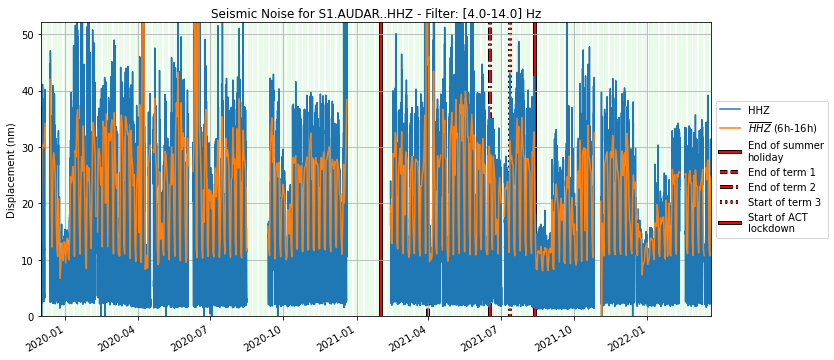 Seismic Noise for S1.AUDAR..HHZ - Filter: [4.0-14.0] Hz
Displacement (nm)
50
40
30
20
10
0
2020-01
2020-04
2020-07
2020-10
2021-01
2021-04
2021-07
2021-10
2022-01
HHZ
HHZ (6h-16h)
End of summer
holiday
End of term 1
End of term 2
Start of term 3
Start of ACT
lockdown